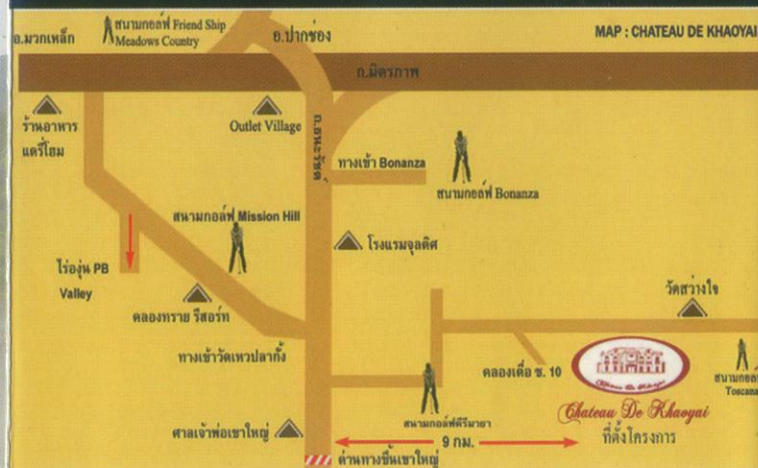 สนามกอล์ฟ Friend Ship
Meadows Country
อ.มวกเหล็ก
อ.ปากช่อง
MAP : CHATEAU DE KHAOYAI
ถ.มิตรภาพ
ร้านอาหาร
แดรี่โฮม
Outlet Village
ถ.ธนะรัชต์
ทางเข้า Bonanza
สนามกอล์ฟ Bonanza
สนามกอล์ฟ Mission Hill
โรงแรมจุลดิศ
ไร่องุ่น PB
Valley
คลองทราย รีสอร์ท
วัดสว่างใจ
ทางเข้าวัดเหวปลากั้ง
คลองเดื่อ ซ. 10
สนามกอล์ฟ
Toscana
Chateau De Khaoyai
Chateau De Khaoyai
ที่ตั้งโครงการ
สนามกอล์ฟคีรีมายา
ศาลเจ้าพ่อเขาใหญ่
9 กม.
ด่านทางขึ้นเขาใหญ่